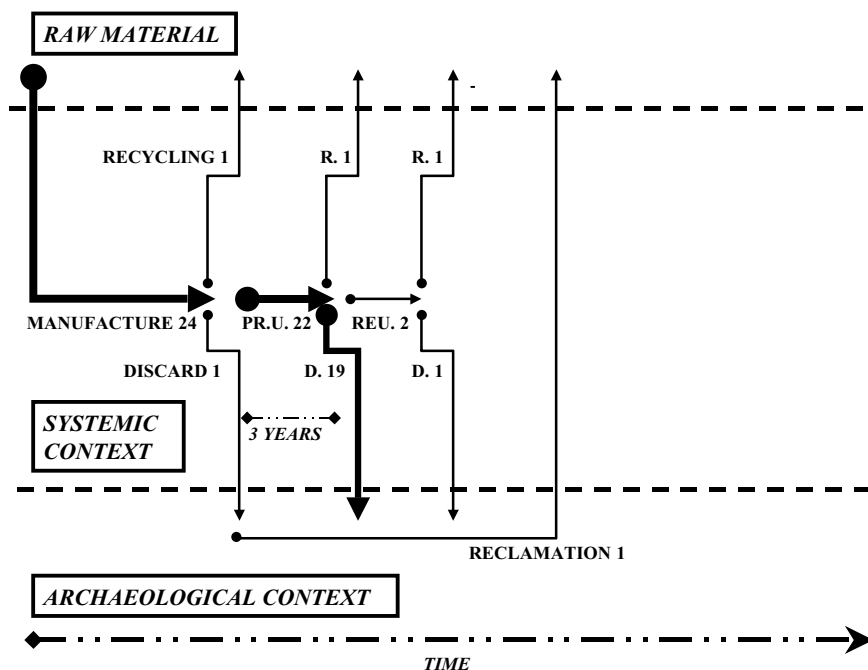 RAW MATERIAL
RECYCLING 1
R. 1
R. 1
MANUFACTURE 24
PR.U. 22
REU. 2
DISCARD 1
D. 19
D. 1
SYSTEMIC
CONTEXT
3 YEARS
RECLAMATION 1
ARCHAEOLOGICAL CONTEXT
TIME